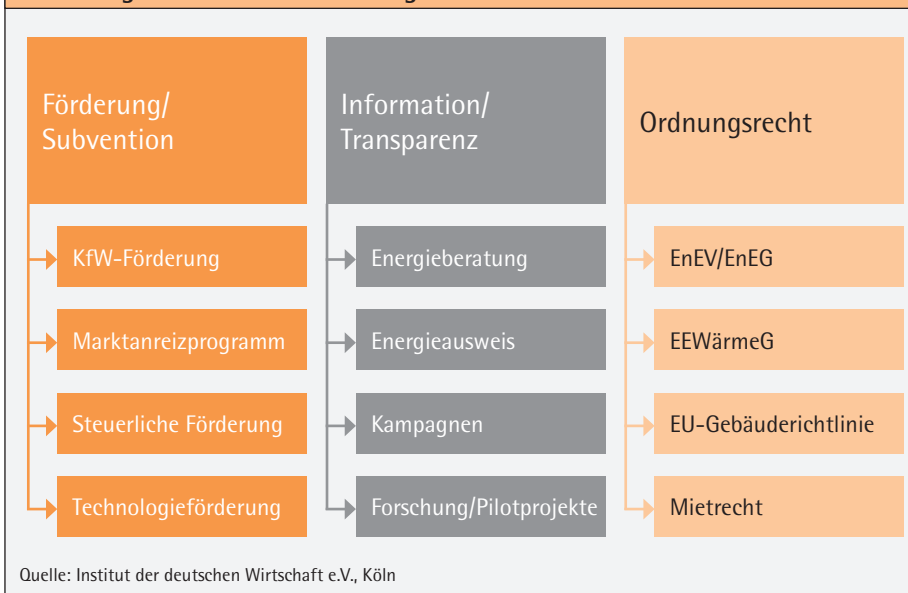 Förderung/
Subvention
KfW-Förderung
Marktanreizprogramm
Steuerliche Förderung
Technologieförderung
Information/
Transparenz
Energieberatung
Energieausweis
Kampagnen
Forschung/Pilotprojekte
Ordnungsrecht
EnEV/EnEG
EEWärmeG
EU-Gebäuderichtlinie
Mietrecht
Quelle: Institut der deutschen Wirtschaft e.V., Köln